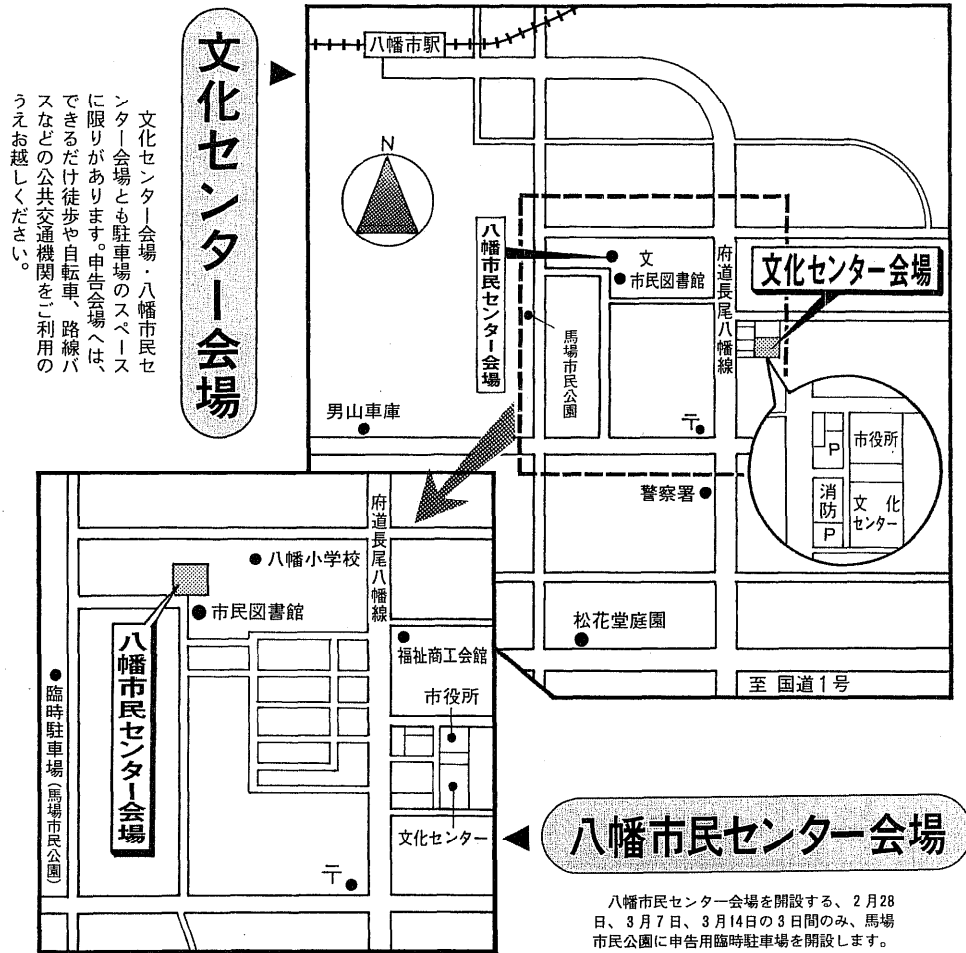 文化センター会場
文化センター会場・八幡市民セ
ンター会場とも駐車場のスペース
に限りがあります。申告会場へは、
できるだけ徒歩や自転車、路線バ
スなどの公共交通機関をご利用の
うえお越しください。
八幡市駅
N
八幡市民センター会場
文
市民図書館
馬場市民公園
府道長尾八幡線
文化センター会場
男山車庫
〒
警察署
P
市役所
消防
P
文化
センター
松花堂庭園
至 国道1号
府道長尾八幡線
八幡小学校
市民図書館
八幡市民センター会場
臨時駐車場(馬場市民公園)
福祉商工会館
市役所
文化センター
〒
八幡市民センター会場
八幡市民センター会場を開設する、2月28
日、3月7日、3月14日の3日間のみ、馬場
市民公園に申告用臨時駐車場を開設します。